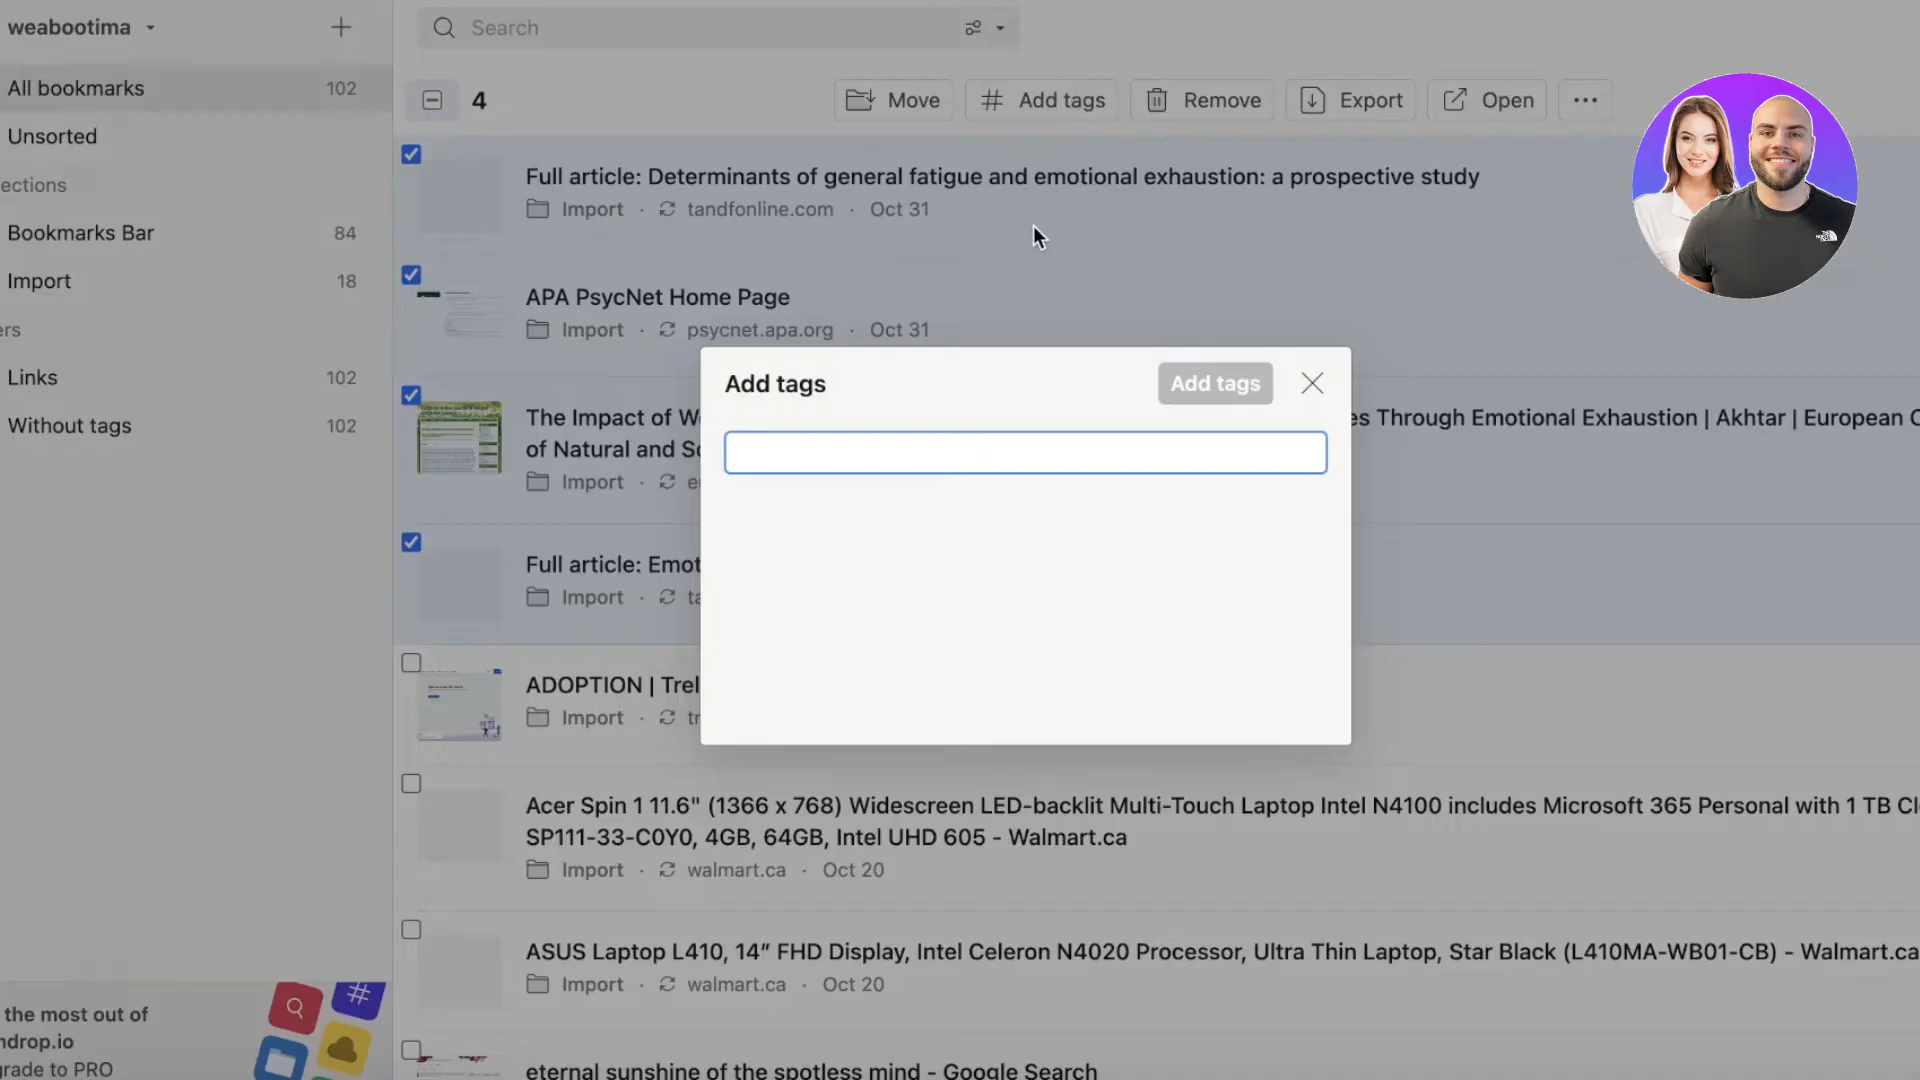 weabootima
Search
All bookmarks 102
4
Move
Add tags
Remove
Export
Open
Unsorted
ections
Full article: Determinants of general fatigue and emotional exhaustion: a prospective study
Import · tandfonline.com · Oct 31
Bookmarks Bar 84
Import 18
APA PsycNet Home Page
Import · psycnet.apa.org · Oct 31
ers
Links 102
Without tags 102
Add tags
Add tags
The Impact of W
es Through Emotional Exhaustion | Akhtar | European C
of Natural and So
Import · e
Full article: Emot
Import · ta
ADOPTION | Trel
Import · tr
Acer Spin 1 11.6" (1366 x 768) Widescreen LED-backlit Multi-Touch Laptop Intel N4100 includes Microsoft 365 Personal with 1 TB Cl
SP111-33-C0Y0, 4GB, 64GB, Intel UHD 605 - Walmart.ca
Import · walmart.ca · Oct 20
ASUS Laptop L410, 14” FHD Display, Intel Celeron N4020 Processor, Ultra Thin Laptop, Star Black (L410MA-WB01-CB) - Walmart.ca
Import · walmart.ca · Oct 20
the most out of
ndrop.io
grade to PRO
eternal sunshine of the spotless mind - Google Search